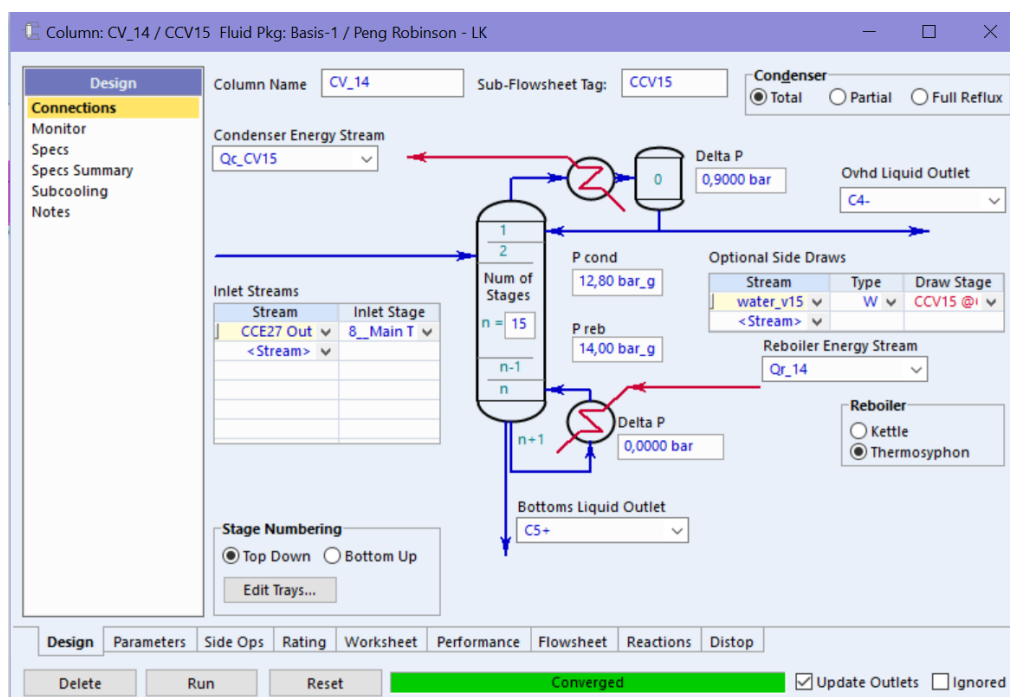 Column: CV_14 / CCV15 Fluid Pkg: Basis-1 / Peng Robinson - LK
Design
Connections
Monitor
Specs
Specs Summary
Subcooling
Notes
Column Name CV_14 Sub-Flowsheet Tag: CCV15
Condenser
Total Partial Full Reflux
Condenser Energy Stream
Qc_CV15
0
Delta P
0,9000 bar
Ovhd Liquid Outlet
C4-
1
2
Num of
Stages
n = 15
n-1
n
n+1
P cond
12,80 bar_g
P reb
14,00 bar_g
Optional Side Draws
Stream Type Draw Stage
water_v15 W CCV15 @
<Stream>
Inlet Streams
Stream Inlet Stage
CCE27 Out 8__Main T
<Stream>
Reboiler Energy Stream
Qr_14
Delta P
0,0000 bar
Reboiler
Kettle
Thermosyphon
Bottoms Liquid Outlet
C5+
Stage Numbering
Top Down Bottom Up
Edit Trays...
Design Parameters Side Ops Rating Worksheet Performance Flowsheet Reactions Distop
Delete Run Reset Converged Update Outlets Ignored